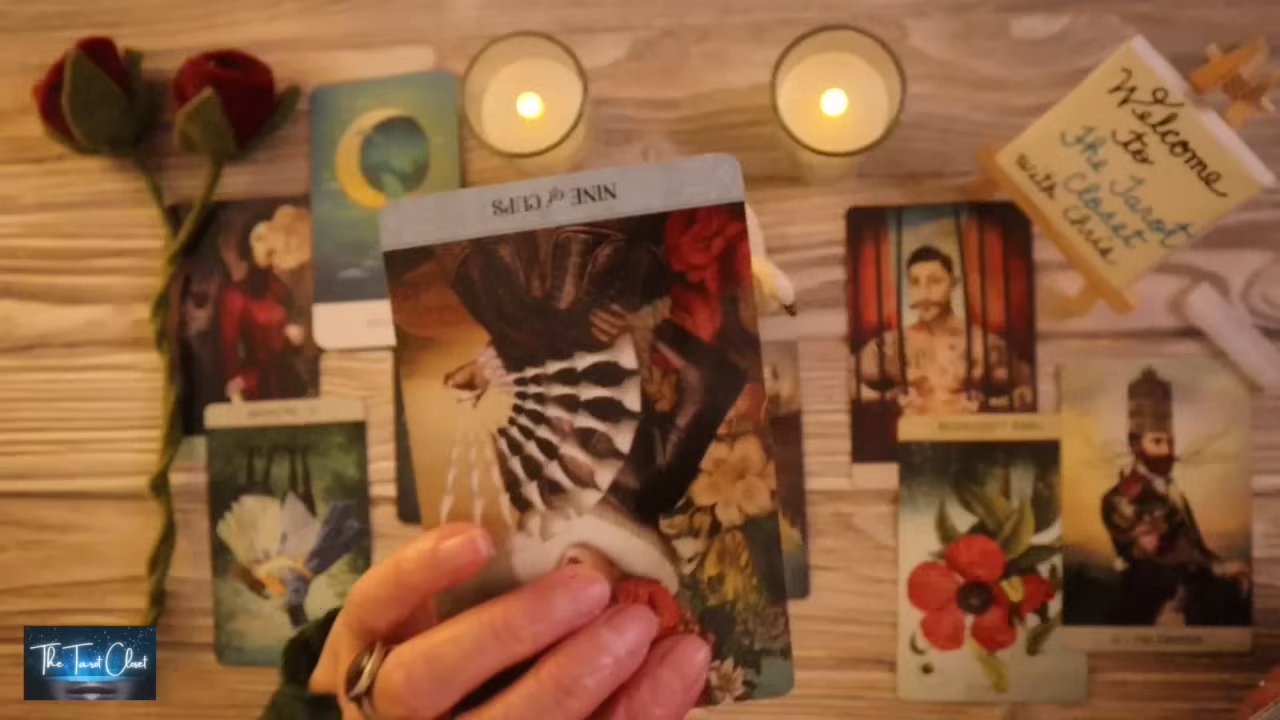 Welcome
to
The Tarot
Closet
with Chris
NINE of CUPS
The Tarot Closet